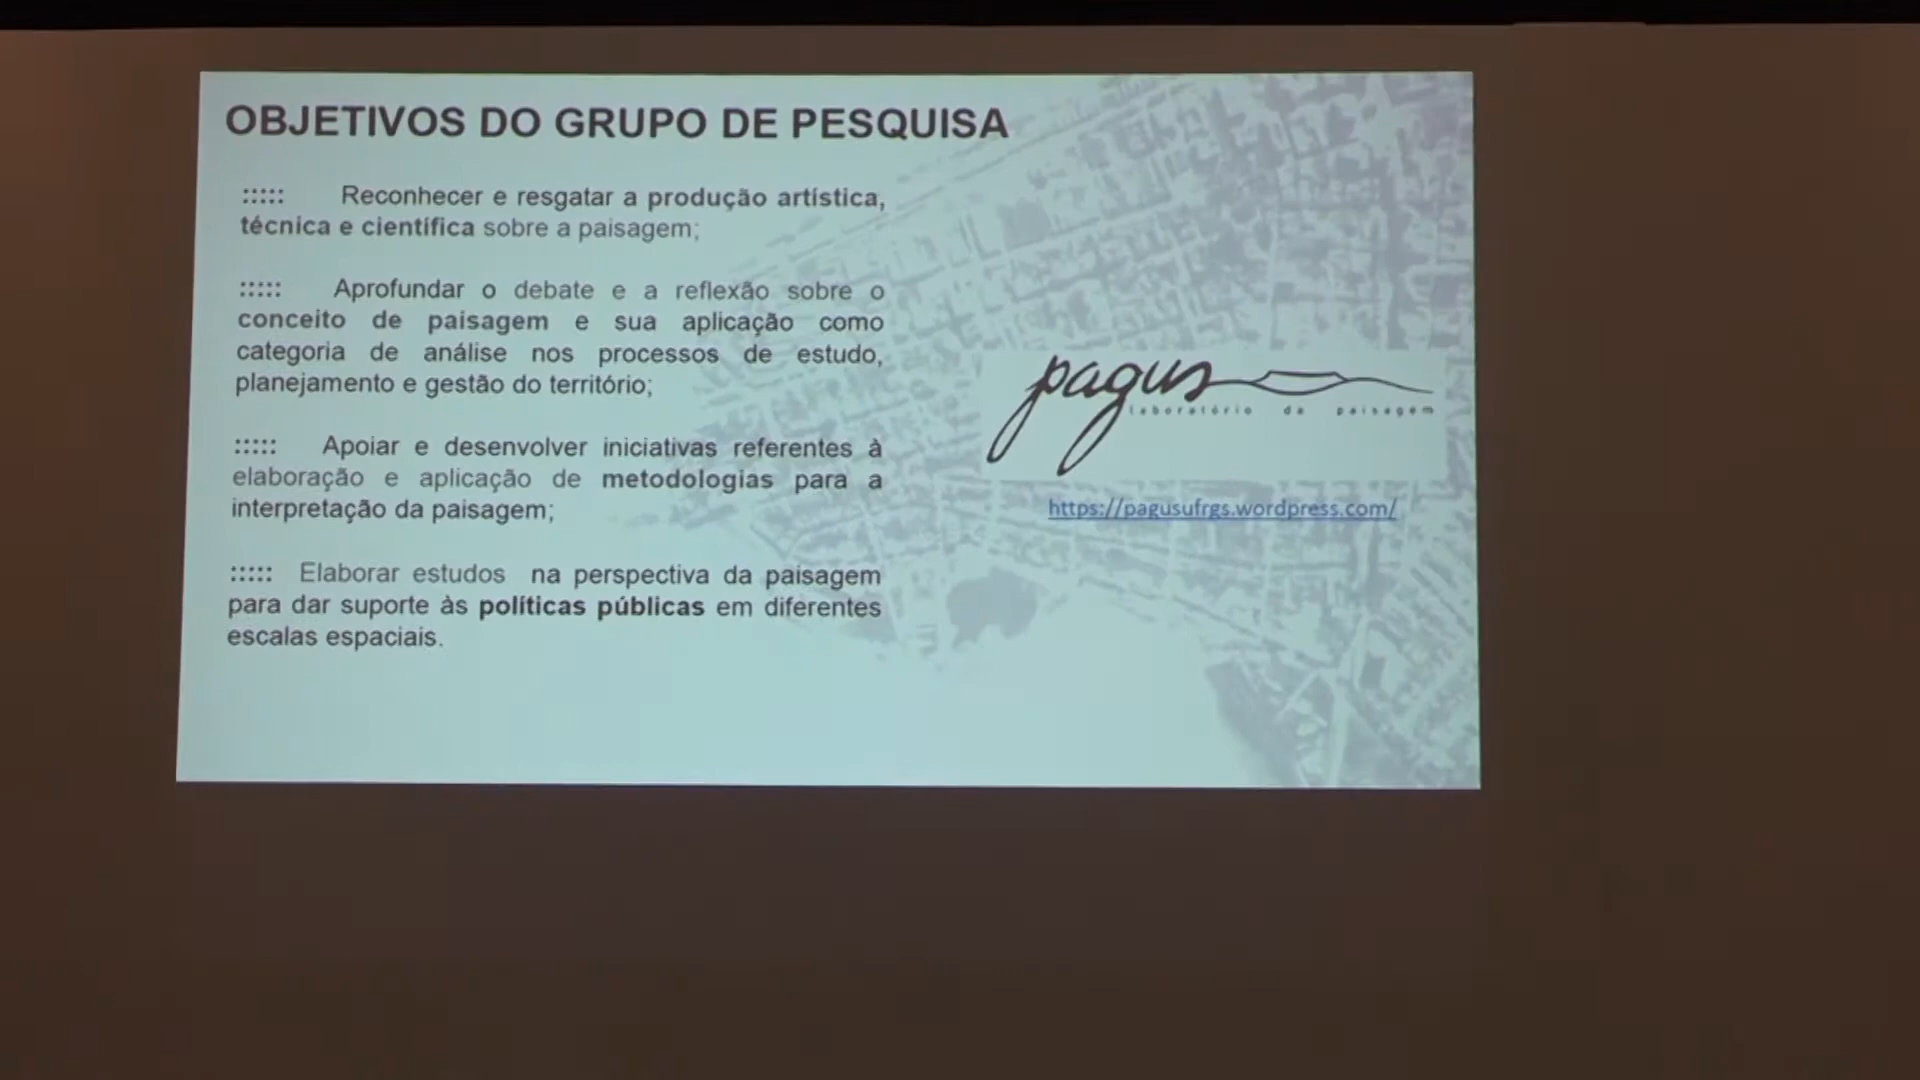 OBJETIVOS DO GRUPO DE PESQUISA
::::: Reconhecer e resgatar a produção artística,
técnica e científica sobre a paisagem;
::::: Aprofundar o debate e a reflexão sobre o
conceito de paisagem e sua aplicação como
categoria de análise nos processos de estudo,
planejamento e gestão do território;
::::: Apoiar e desenvolver iniciativas referentes à
elaboração e aplicação de metodologias para a
interpretação da paisagem;
::::: Elaborar estudos na perspectiva da paisagem
para dar suporte às políticas públicas em diferentes
escalas espaciais.
pagus
laboratório da paisagem
https://pagusufrgs.wordpress.com/